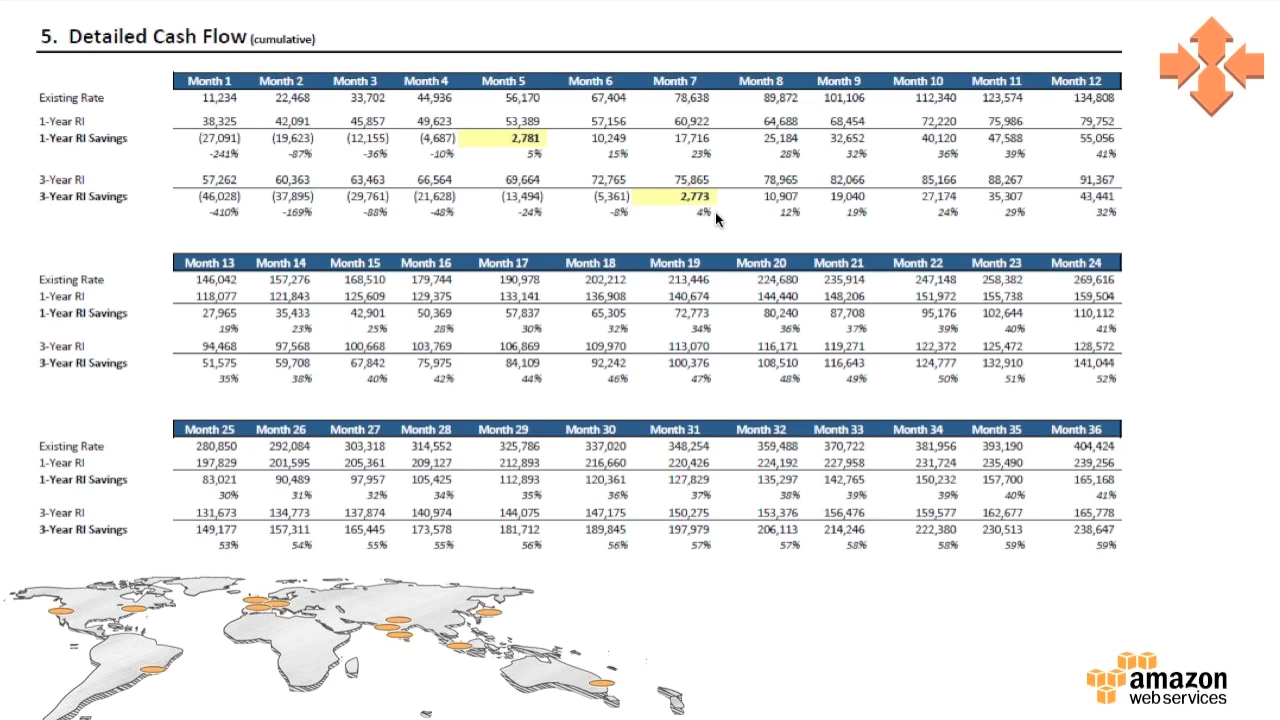 5. Detailed Cash Flow (cumulative)
Month 1 Month 2 Month 3 Month 4 Month 5 Month 6 Month 7 Month 8 Month 9 Month 10 Month 11 Month 12
Existing Rate 11,234 22,468 33,702 44,936 56,170 67,404 78,638 89,872 101,106 112,340 123,574 134,808
1-Year RI 38,325 42,091 45,857 49,623 53,389 57,156 60,922 64,688 68,454 72,220 75,986 79,752
1-Year RI Savings (27,091) (19,623) (12,155) (4,687) 2,781 10,249 17,716 25,184 32,652 40,120 47,588 55,056
-241% -87% -36% -10% 5% 15% 23% 28% 32% 36% 39% 41%
3-Year RI 57,262 60,363 63,463 66,564 69,664 72,765 75,865 78,965 82,066 85,166 88,267 91,367
3-Year RI Savings (46,028) (37,895) (29,761) (21,628) (13,494) (5,361) 2,773 10,907 19,040 27,174 35,307 43,441
-410% -169% -88% -48% -24% -8% 4% 12% 19% 24% 29% 32%
Month 13 Month 14 Month 15 Month 16 Month 17 Month 18 Month 19 Month 20 Month 21 Month 22 Month 23 Month 24
Existing Rate 146,042 157,276 168,510 179,744 190,978 202,212 213,446 224,680 235,914 247,148 258,382 269,616
1-Year RI 118,077 121,843 125,609 129,375 133,141 136,908 140,674 144,440 148,206 151,972 155,738 159,504
1-Year RI Savings 27,965 35,433 42,901 50,369 57,837 65,305 72,773 80,240 87,708 95,176 102,644 110,112
19% 23% 25% 28% 30% 32% 34% 36% 37% 39% 40% 41%
3-Year RI 94,468 97,568 100,668 103,769 106,869 109,970 113,070 116,171 119,271 122,372 125,472 128,572
3-Year RI Savings 51,575 59,708 67,842 75,975 84,109 92,242 100,376 108,510 116,643 124,777 132,910 141,044
35% 38% 40% 42% 44% 46% 47% 48% 49% 50% 51% 52%
Month 25 Month 26 Month 27 Month 28 Month 29 Month 30 Month 31 Month 32 Month 33 Month 34 Month 35 Month 36
Existing Rate 280,850 292,084 303,318 314,552 325,786 337,020 348,254 359,488 370,722 381,956 393,190 404,424
1-Year RI 197,829 201,595 205,361 209,127 212,893 216,660 220,426 224,192 227,958 231,724 235,490 239,256
1-Year RI Savings 83,021 90,489 97,957 105,425 112,893 120,361 127,829 135,297 142,765 150,232 157,700 165,168
30% 31% 32% 34% 35% 36% 37% 38% 39% 39% 40% 41%
3-Year RI 131,673 134,773 137,874 140,974 144,075 147,175 150,275 153,376 156,476 159,577 162,677 165,778
3-Year RI Savings 149,177 157,311 165,445 173,578 181,712 189,845 197,979 206,113 214,246 222,380 230,513 238,647
53% 54% 55% 55% 56% 56% 57% 57% 58% 58% 59% 59%
amazon
web services